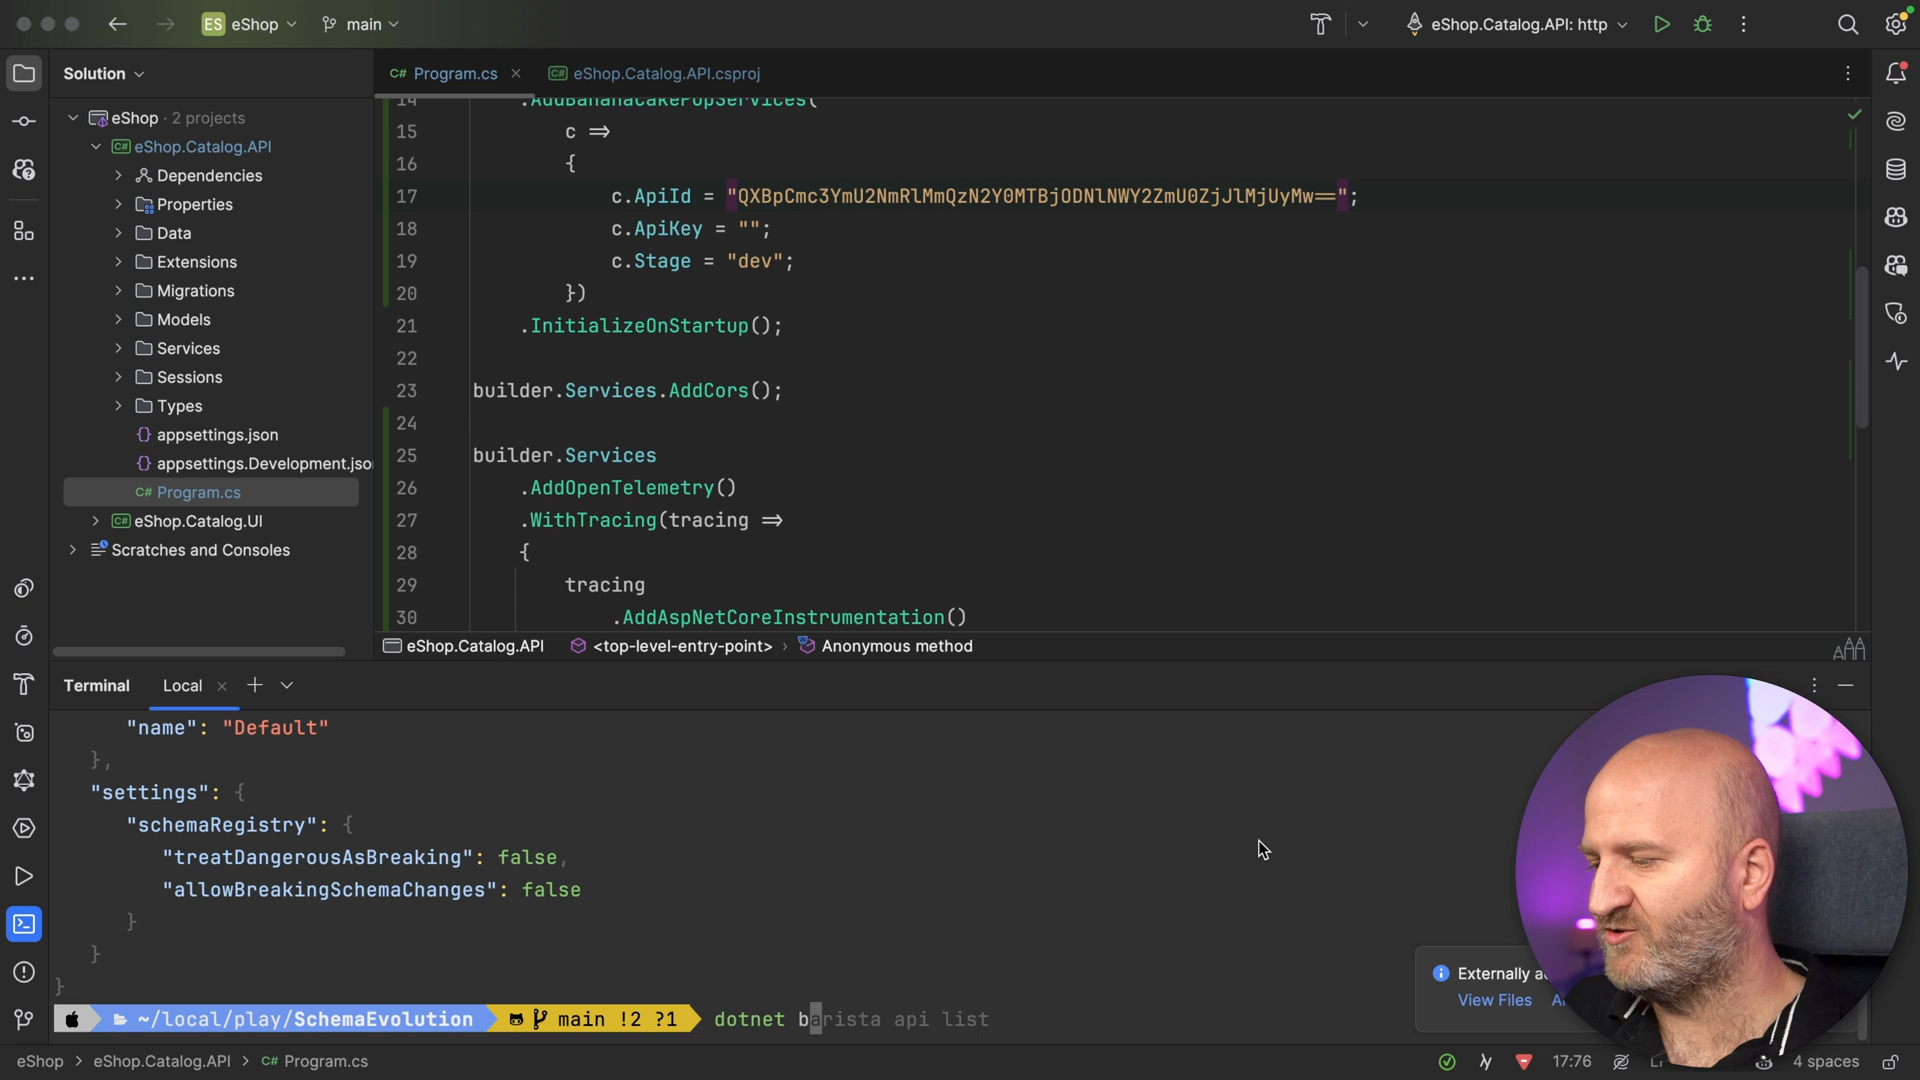 ES eShop
main
eShop.Catalog.API: http
Solution
eShop · 2 projects
eShop.Catalog.API
Dependencies
Properties
Data
Extensions
Migrations
Models
Services
Sessions
Types
appsettings.json
appsettings.Development.jso
Program.cs
eShop.Catalog.UI
Scratches and Consoles
C# Program.cs
eShop.Catalog.API.csproj
14 .AddBananaCakePopServices(
15 c =>
16 {
17 c.ApiId = "QXBpCmc3YmU2NmRlMmQzN2Y0MTBjODNlNWY2ZmU0ZjJlMjUyMw==";
18 c.ApiKey = "";
19 c.Stage = "dev";
20 })
21 .InitializeOnStartup();
22
23 builder.Services.AddCors();
24
25 builder.Services
26 .AddOpenTelemetry()
27 .WithTracing(tracing =>
28 {
29 tracing
30 .AddAspNetCoreInstrumentation()
eShop.Catalog.API <top-level-entry-point> › Anonymous method
Terminal Local
"name": "Default"
},
"settings": {
"schemaRegistry": {
"treatDangerousAsBreaking": false,
"allowBreakingSchemaChanges": false
}
}
}
~/local/play/SchemaEvolution main !2 ?1 dotnet barista api list
Externally
View Files
eShop > eShop.Catalog.API > C# Program.cs
17:76
4 spaces